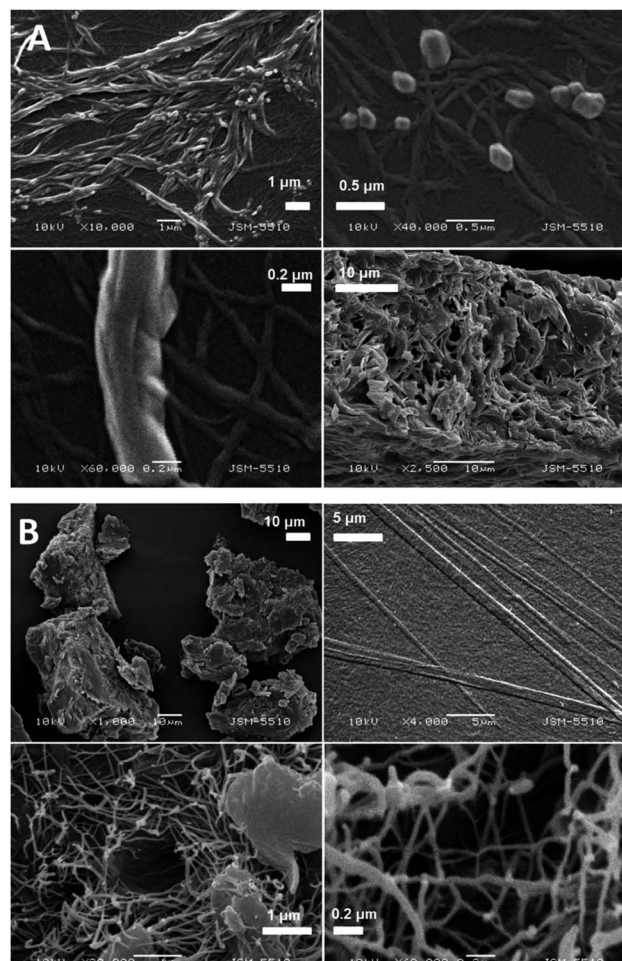 A
1 µm
10kV X10,000 1µm JSM-5510
0.5 µm
10kV X40,000 0.5µm JSM-5510
0.2 µm
10kV X60,000 0.2µm JSM-5510
10 µm
10kV X2,500 10µm JSM-5510
B
10 µm
10kV X1,000 10µm JSM-5510
5 µm
10kV X4,000 5µm JSM-5510
1 µm
0.2 µm